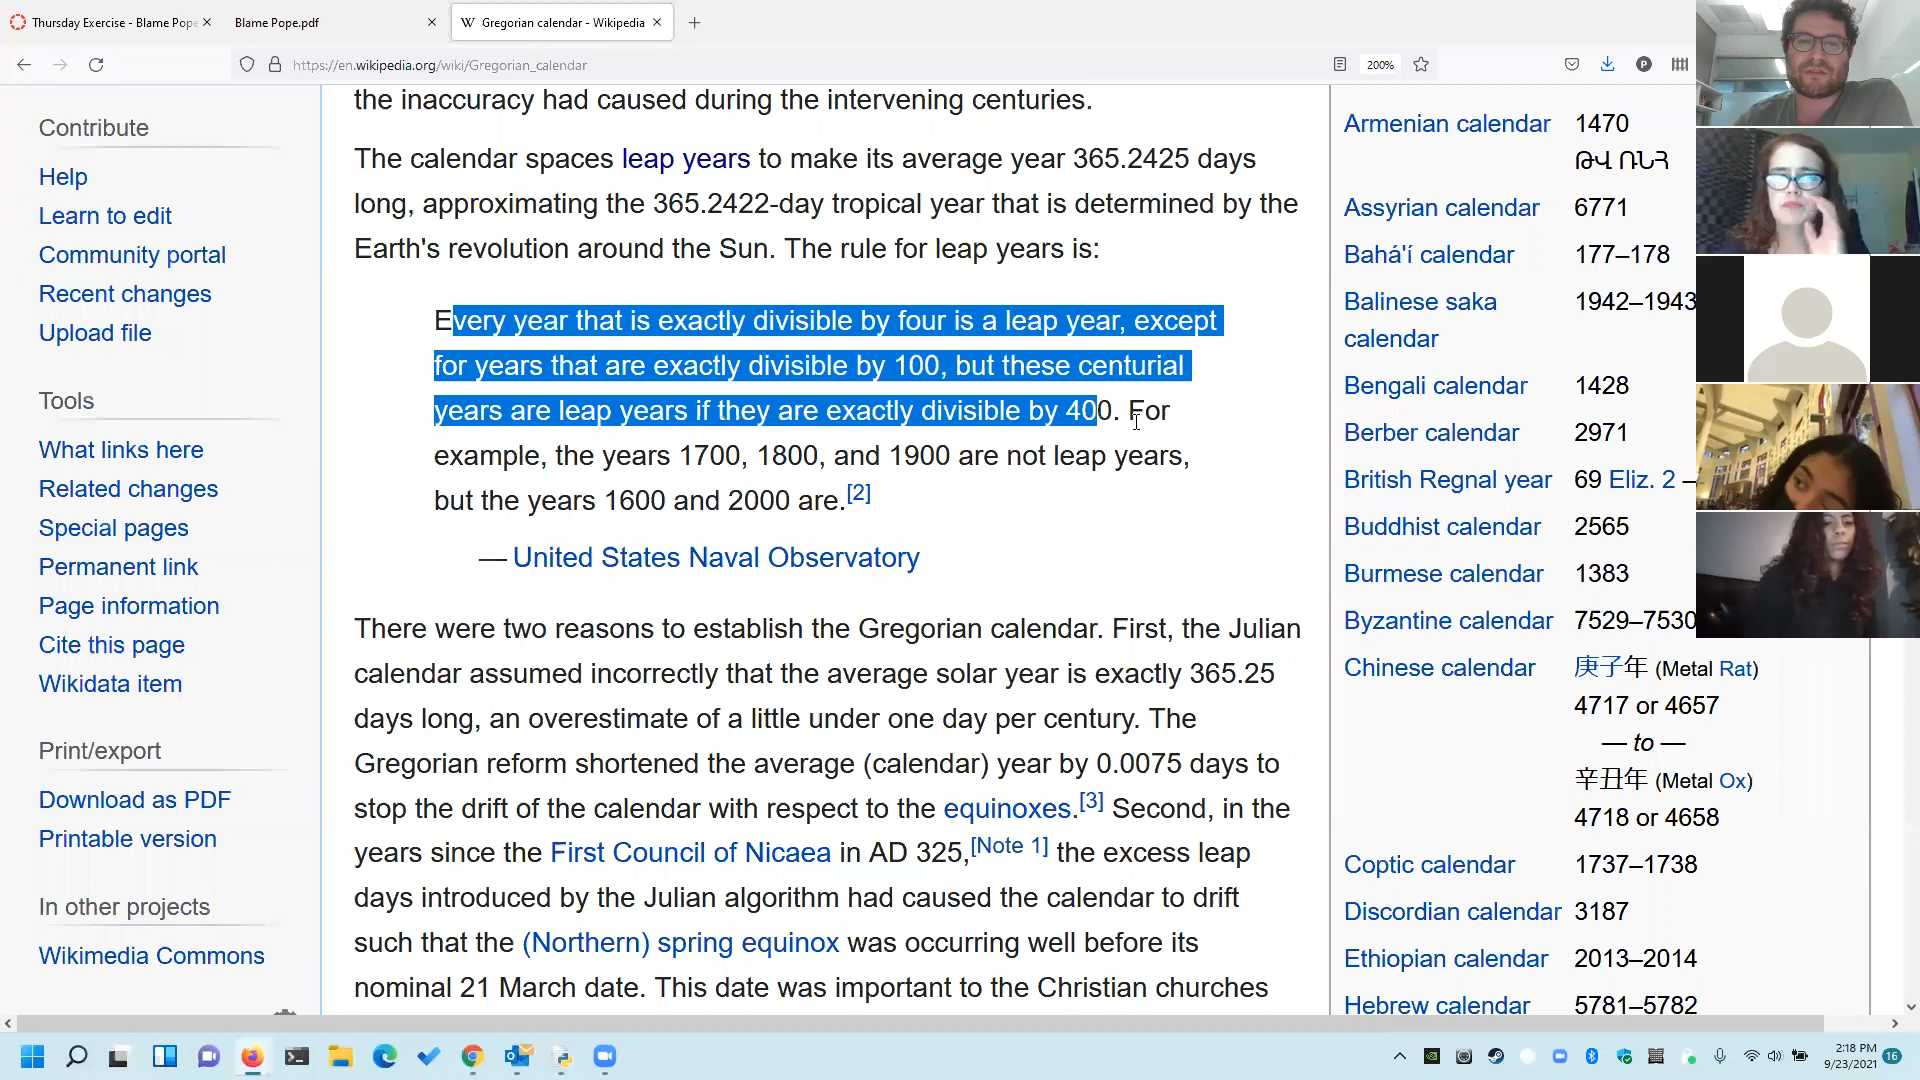 Thursday Exercise - Blame Pope
Blame Pope.pdf
Gregorian calendar - Wikipedia
https://en.wikipedia.org/wiki/Gregorian_calendar
200%
Contribute
Help
Learn to edit
Community portal
Recent changes
Upload file
Tools
What links here
Related changes
Special pages
Permanent link
Page information
Cite this page
Wikidata item
Print/export
Download as PDF
Printable version
In other projects
Wikimedia Commons
the inaccuracy had caused during the intervening centuries.
The calendar spaces leap years to make its average year 365.2425 days
long, approximating the 365.2422-day tropical year that is determined by the
Earth's revolution around the Sun. The rule for leap years is:
Every year that is exactly divisible by four is a leap year, except
for years that are exactly divisible by 100, but these centurial
years are leap years if they are exactly divisible by 400. For
example, the years 1700, 1800, and 1900 are not leap years,
but the years 1600 and 2000 are.[2]
— United States Naval Observatory
There were two reasons to establish the Gregorian calendar. First, the Julian
calendar assumed incorrectly that the average solar year is exactly 365.25
days long, an overestimate of a little under one day per century. The
Gregorian reform shortened the average (calendar) year by 0.0075 days to
stop the drift of the calendar with respect to the equinoxes.[3] Second, in the
years since the First Council of Nicaea in AD 325,[Note 1] the excess leap
days introduced by the Julian algorithm had caused the calendar to drift
such that the (Northern) spring equinox was occurring well before its
nominal 21 March date. This date was important to the Christian churches
Armenian calendar 1470
ԹՎ ՌՆՀ
Assyrian calendar 6771
Bahá'í calendar 177–178
Balinese saka 1942–1943
calendar
Bengali calendar 1428
Berber calendar 2971
British Regnal year 69 Eliz. 2 –
Buddhist calendar 2565
Burmese calendar 1383
Byzantine calendar 7529–7530
Chinese calendar 庚子年 (Metal Rat)
4717 or 4657
— to —
辛丑年 (Metal Ox)
4718 or 4658
Coptic calendar 1737–1738
Discordian calendar 3187
Ethiopian calendar 2013–2014
Hebrew calendar 5781–5782
2:18 PM
9/23/2021
16